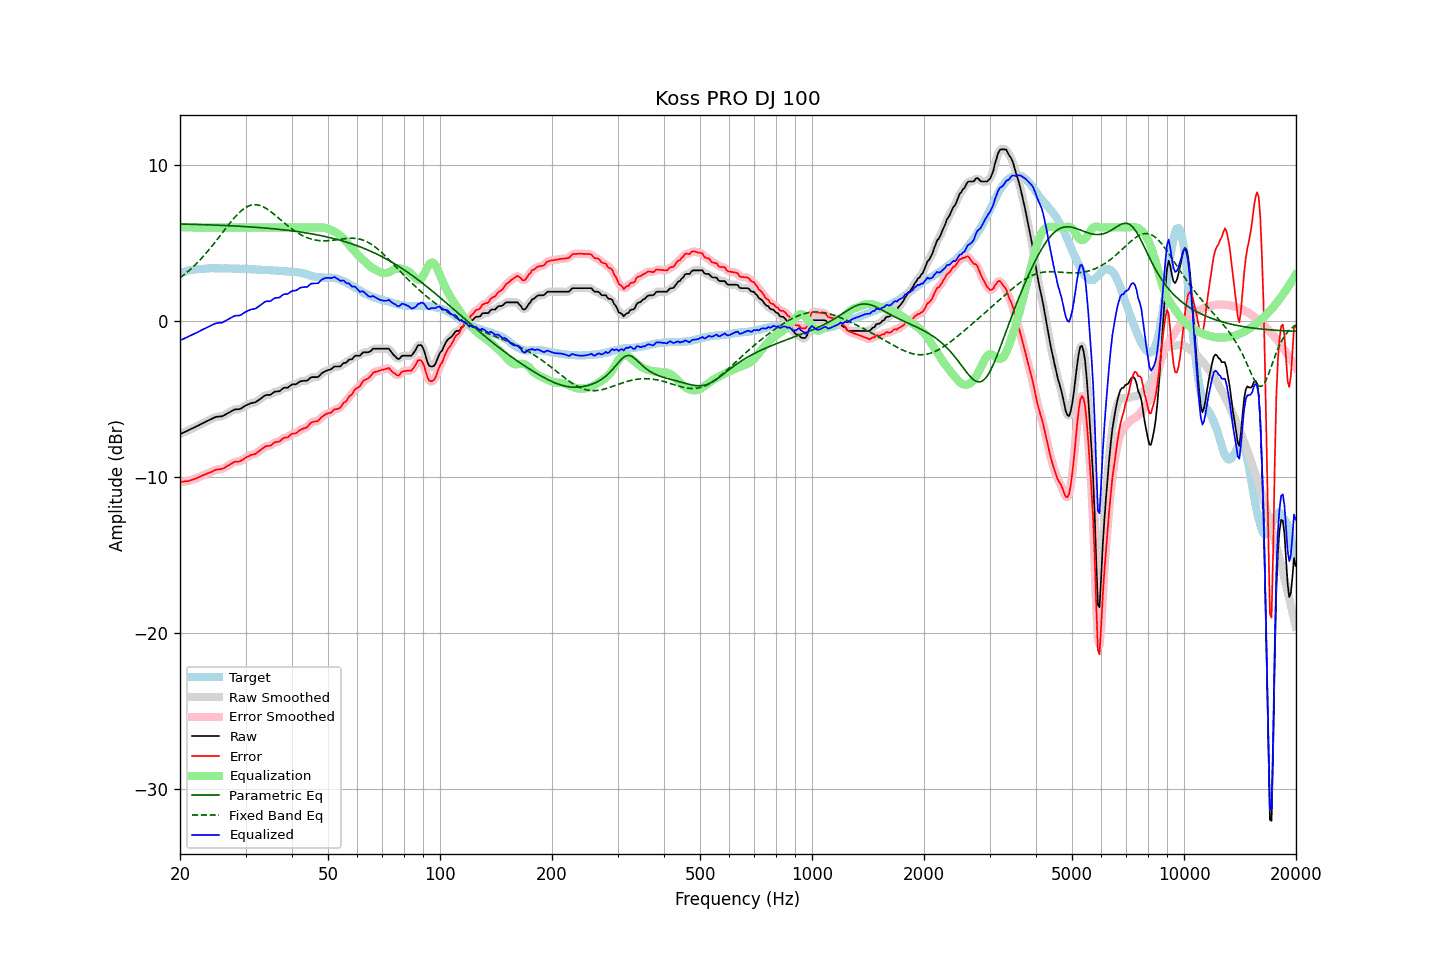 Koss PRO DJ 100
Amplitude (dBr)
10
0
−10
−20
−30
Target
Raw Smoothed
Error Smoothed
Raw
Error
Equalization
Parametric Eq
Fixed Band Eq
Equalized
20 50 100 200 500 1000 2000 5000 10000 20000
Frequency (Hz)